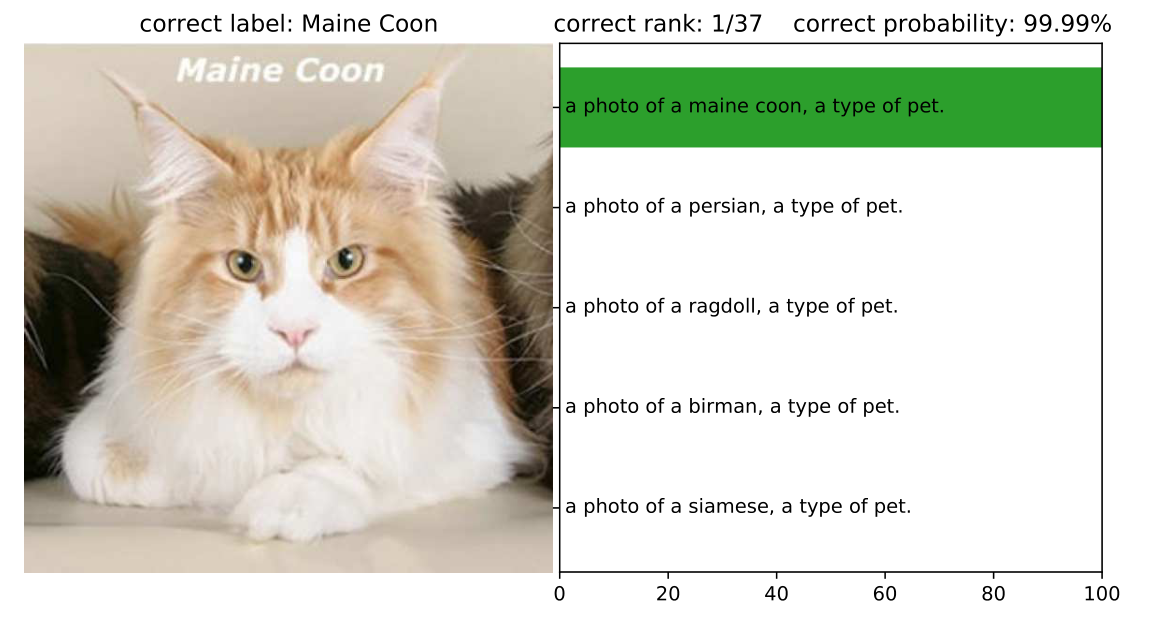 correct label: Maine Coon
correct rank: 1/37    correct probability: 99.99%
Maine Coon
a photo of a maine coon, a type of pet.
a photo of a persian, a type of pet.
a photo of a ragdoll, a type of pet.
a photo of a birman, a type of pet.
a photo of a siamese, a type of pet.
0 20 40 60 80 100